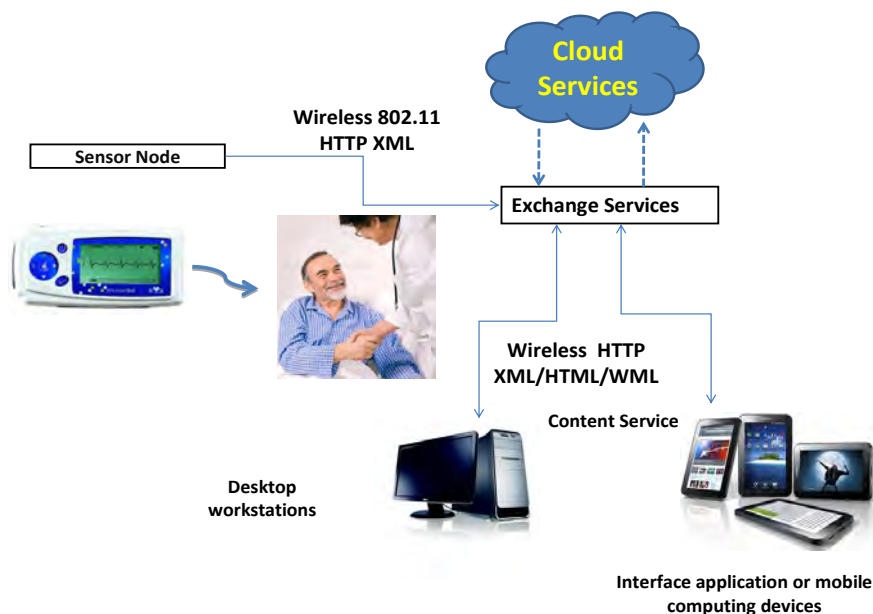 Cloud
Services
Wireless 802.11
HTTP XML
Sensor Node
Exchange Services
Wireless HTTP
XML/HTML/WML
Content Service
Desktop
workstations
Interface application or mobile
computing devices